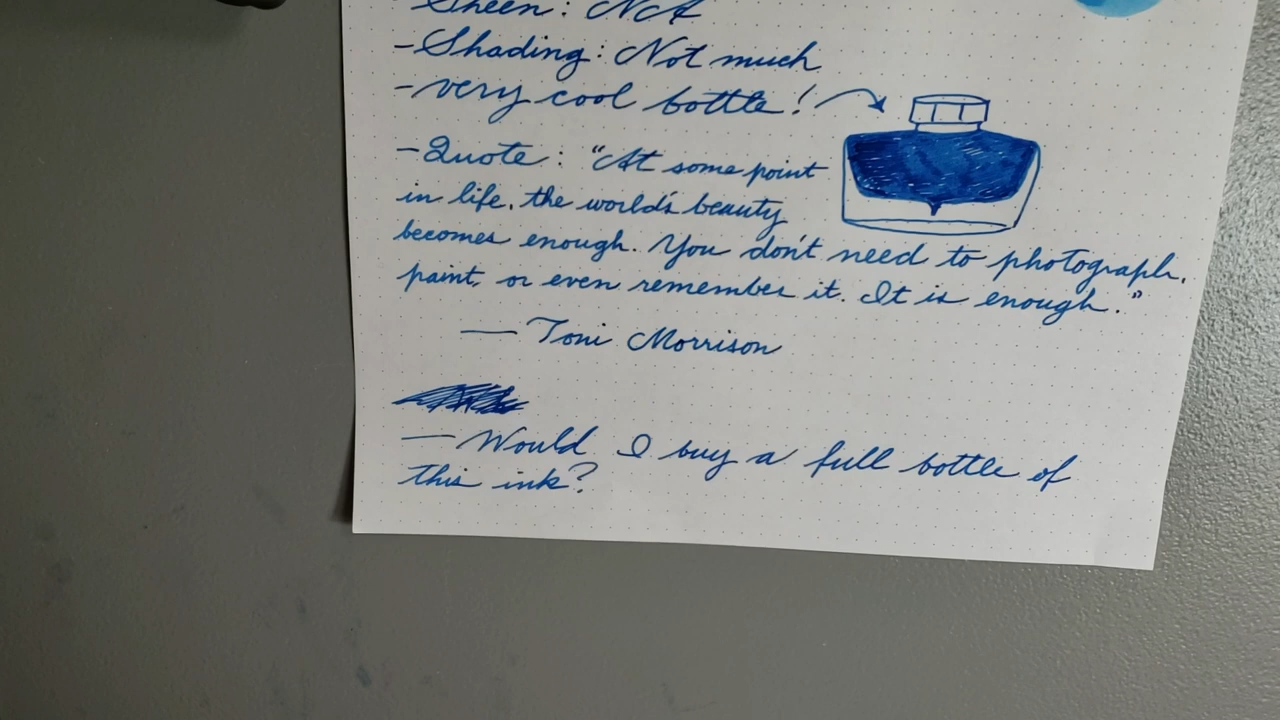 - Sheen: Not
- Shading: Not much
- very cool bottle!
- Quote: "At some point
in life, the world's beauty
becomes enough. You don't need to photograph,
paint, or even remember it. It is enough."
— Toni Morrison
— Would I buy a full bottle of
this ink?